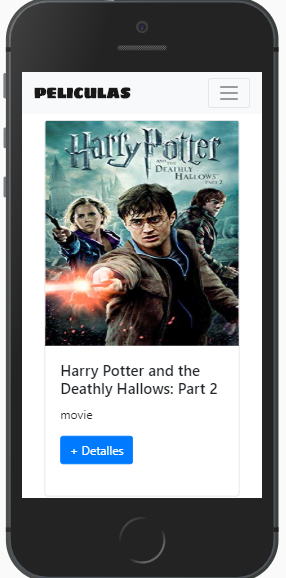 PELICULAS
Harry Potter
AND THE
DEATHLY HALLOWS
PART 2
Harry Potter and the
Deathly Hallows: Part 2
movie
+ Detalles